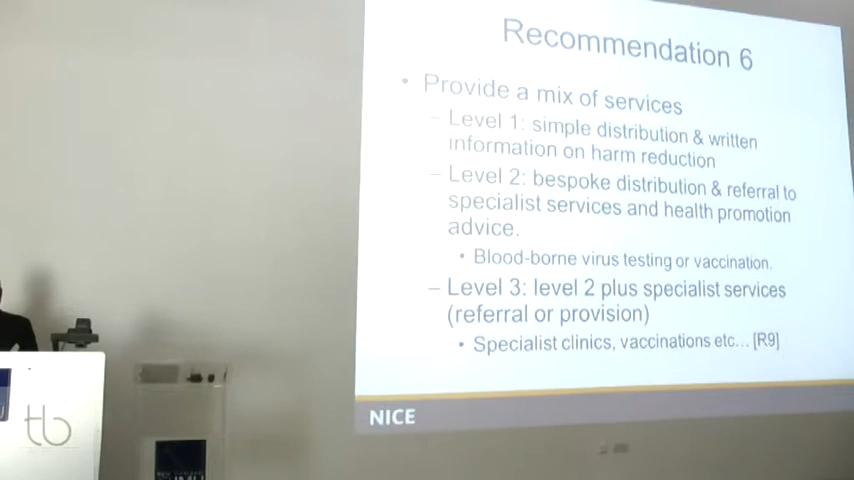 Recommendation 6
• Provide a mix of services
– Level 1: simple distribution & written
information on harm reduction
– Level 2: bespoke distribution & referral to
specialist services and health promotion
advice.
• Blood-borne virus testing or vaccination.
– Level 3: level 2 plus specialist services
(referral or provision)
• Specialist clinics, vaccinations etc... [R9]
NICE
tb